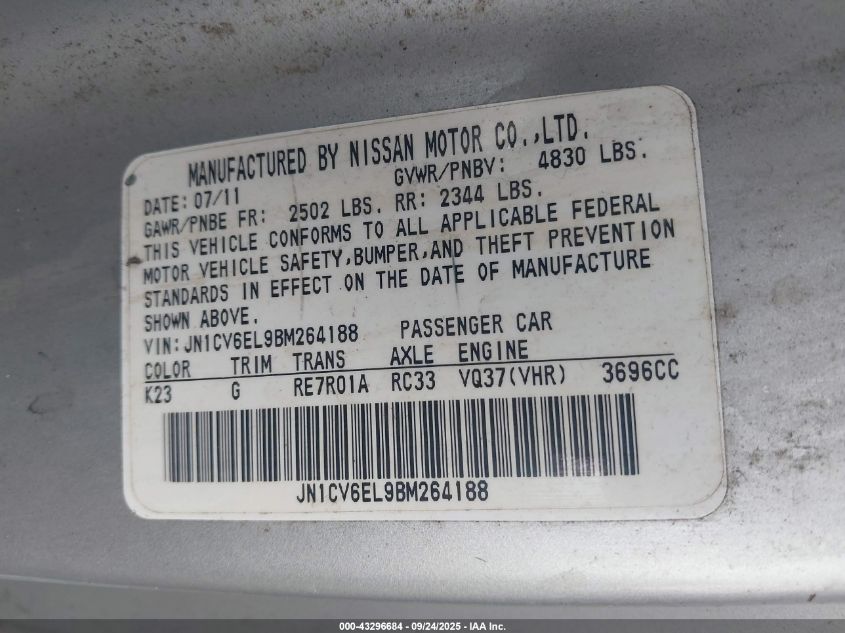 MANUFACTURED BY NISSAN MOTOR CO.,LTD.
DATE: 07/11 GVWR/PNBV: 4830 LBS.
GAWR/PNBE FR: 2502 LBS. RR: 2344 LBS.
THIS VEHICLE CONFORMS TO ALL APPLICABLE FEDERAL
MOTOR VEHICLE SAFETY,BUMPER,AND THEFT PREVENTION
STANDARDS IN EFFECT ON THE DATE OF MANUFACTURE
SHOWN ABOVE.
VIN: JN1CV6EL9BM264188 PASSENGER CAR
COLOR TRIM TRANS AXLE ENGINE
K23 G RE7R01A RC33 VQ37(VHR) 3696CC
JN1CV6EL9BM264188
000-43296684 - 09/24/2025 - IAA Inc.